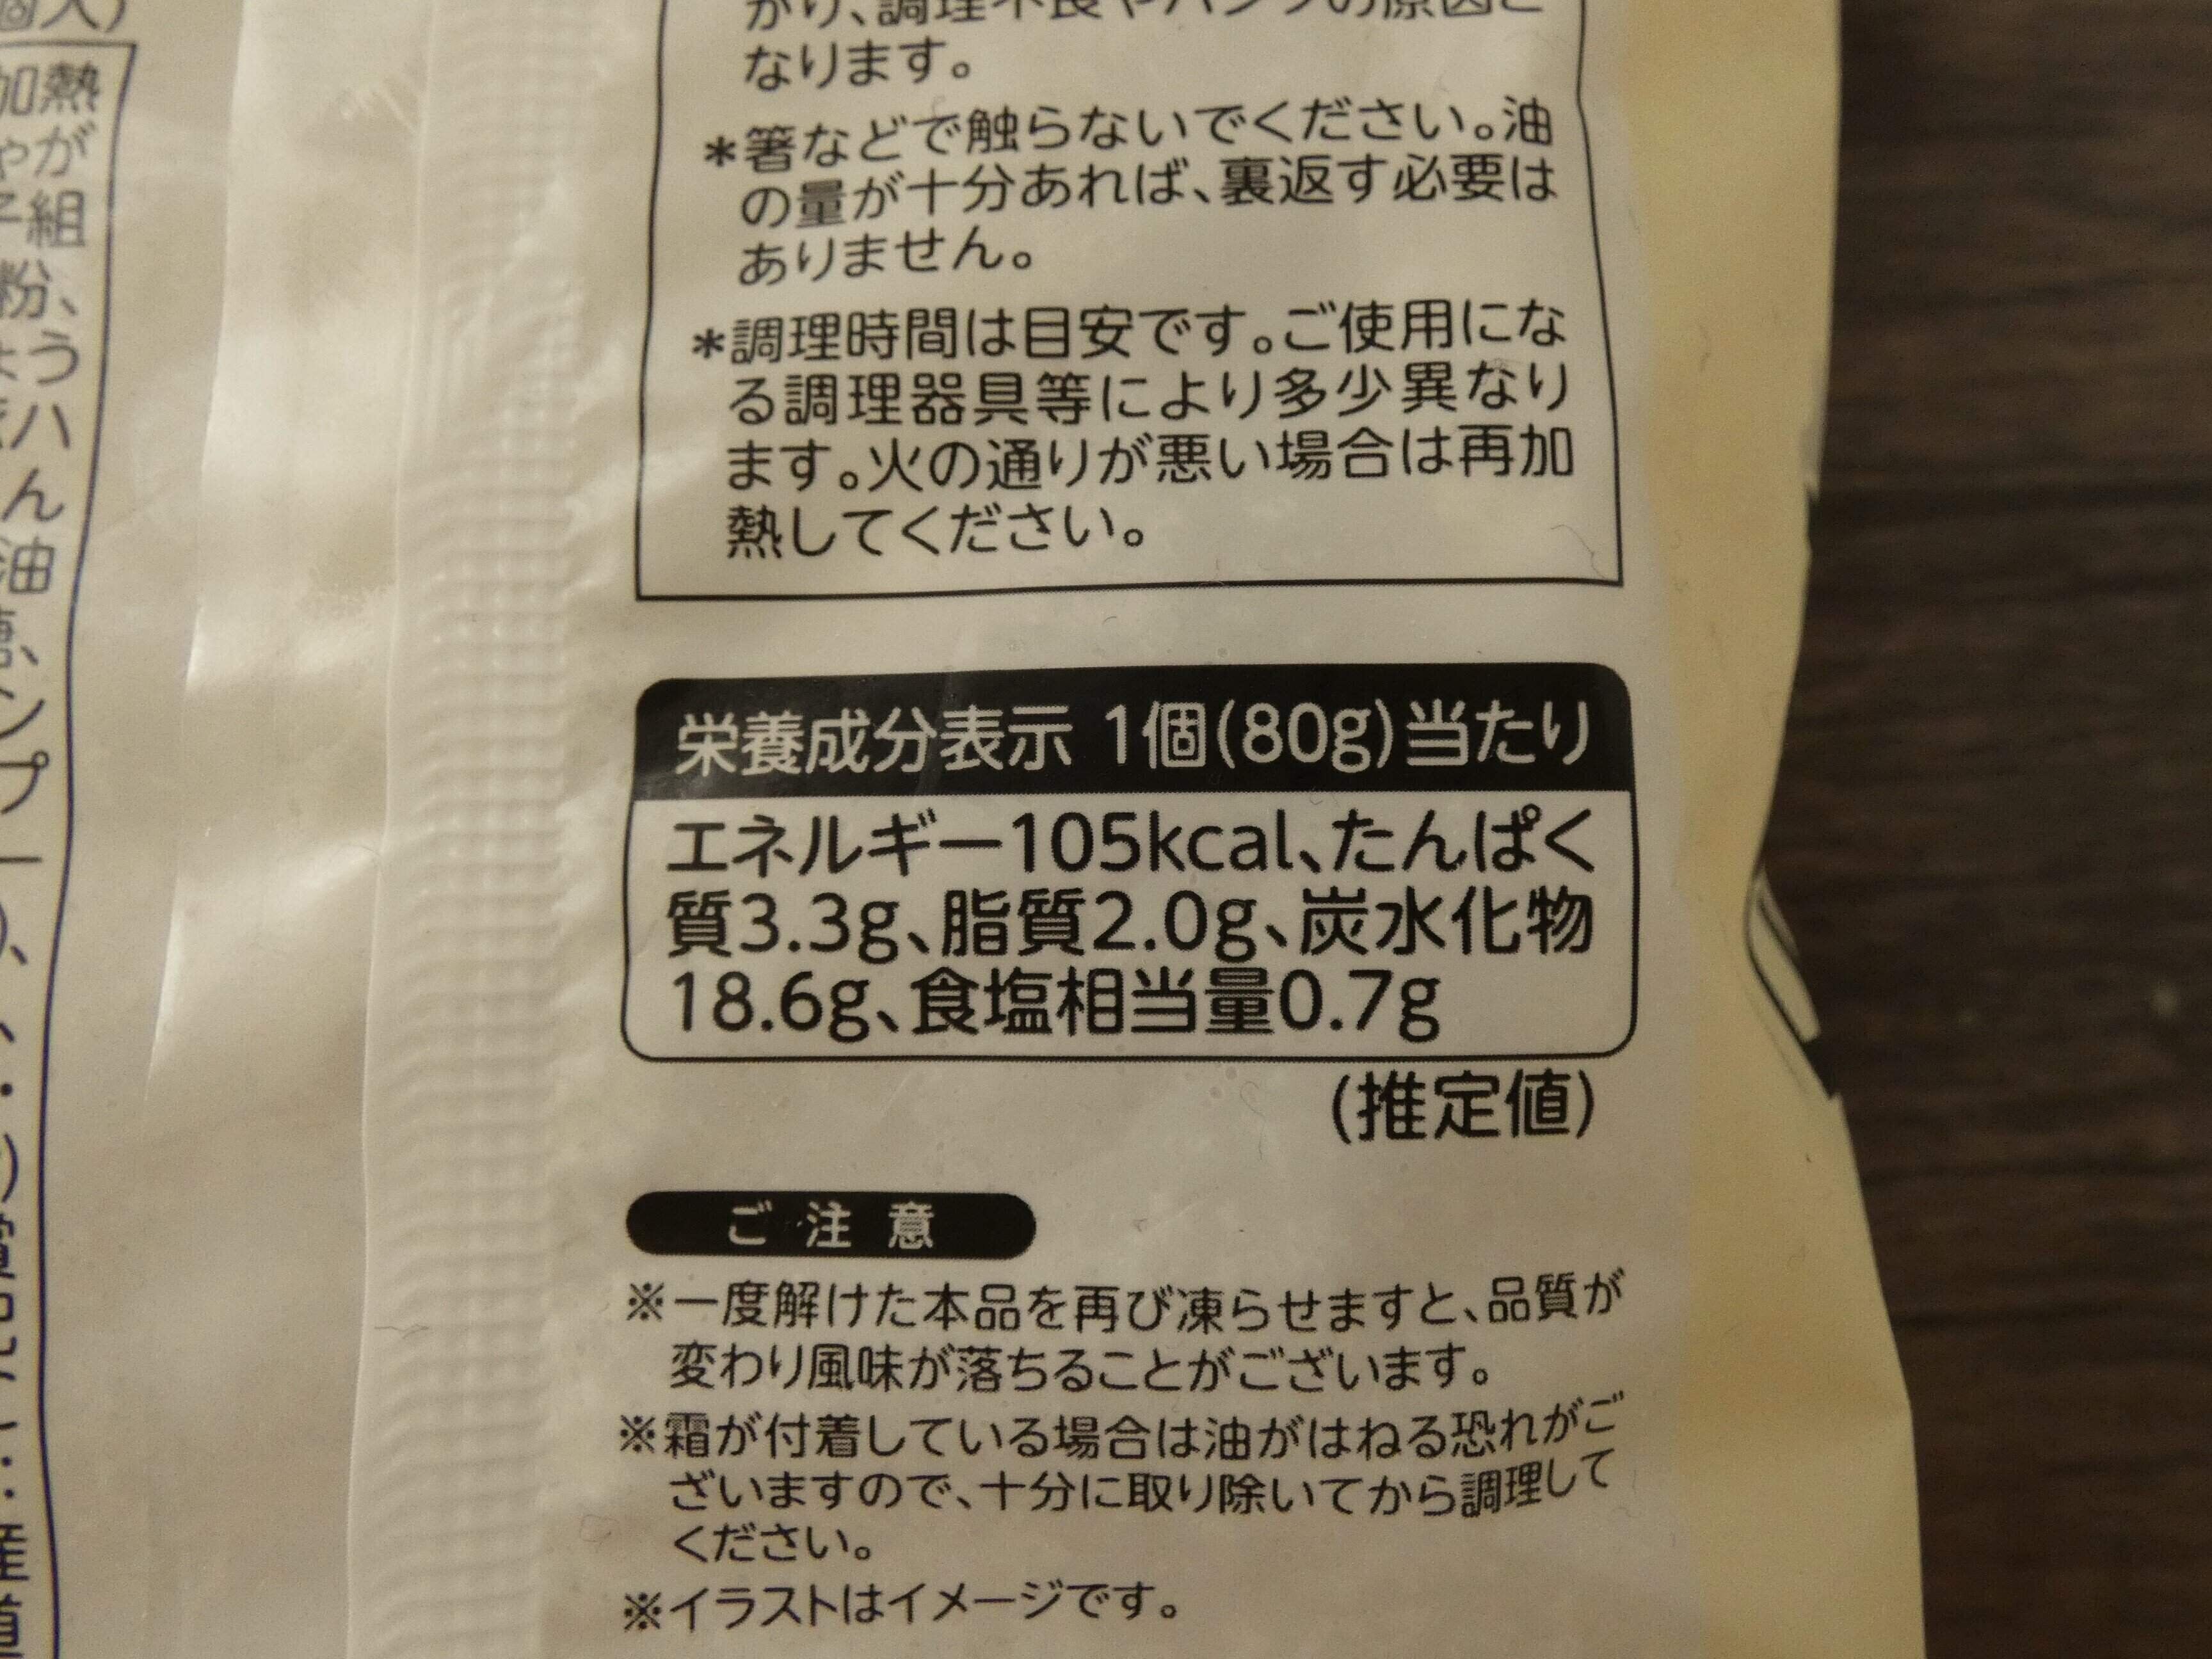 加熱
ゃが
組
粉、
ょう
ハ
ん
油
なります。
*箸などで触らないでください。油
の量が十分あれば、裏返す必要は
ありません。
*調理時間は目安です。ご使用にな
る調理器具等により多少異なり
ます。火の通りが悪い場合は再加
熱してください。
栄養成分表示 1個(80g)当たり
エネルギー105kcal、たんぱく
質3.3g、脂質2.0g、炭水化物
18.6g、食塩相当量0.7g
(推定値)
ご注意
※一度解けた本品を再び凍らせますと、品質が
変わり風味が落ちることがございます。
※霜が付着している場合は油がはねる恐れがご
ざいますので、十分に取り除いてから調理して
ください。
※イラストはイメージです。